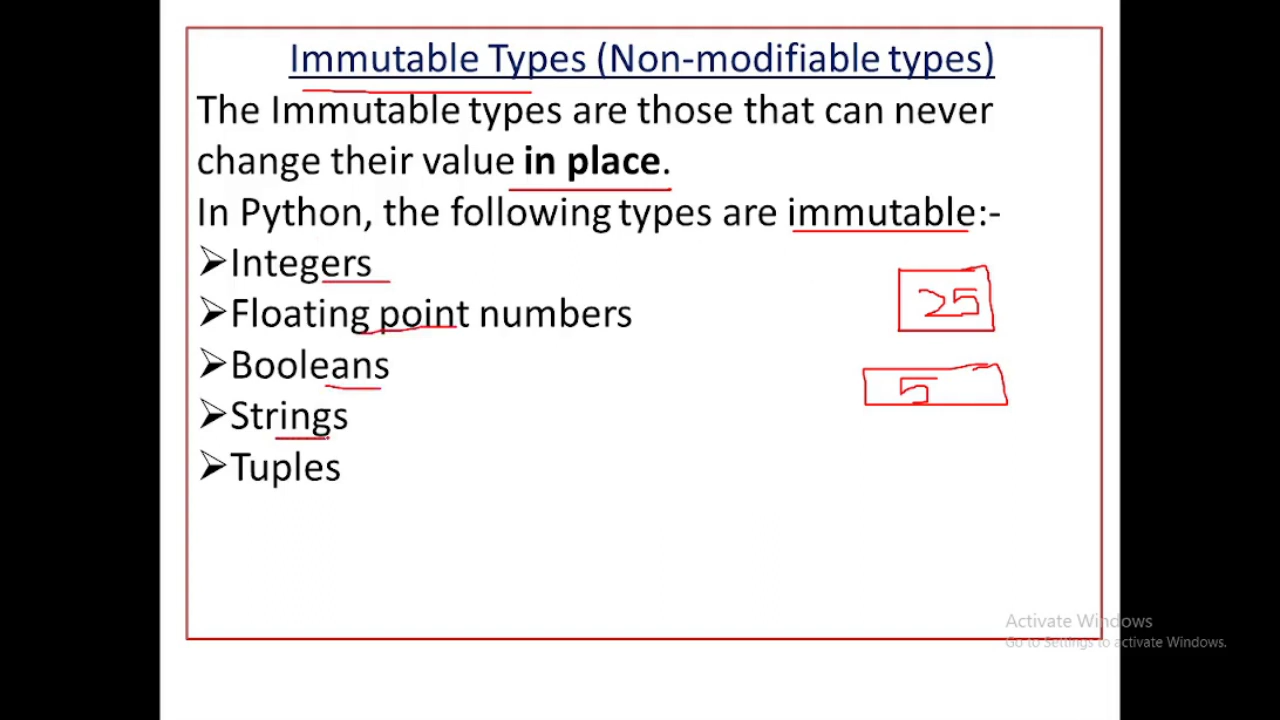 Immutable Types (Non-modifiable types)
The Immutable types are those that can never
change their value in place.
In Python, the following types are immutable:-
➢Integers
➢Floating point numbers
➢Booleans
➢Strings
➢Tuples
25
5
Activate Windows
Go to Settings to activate Windows.